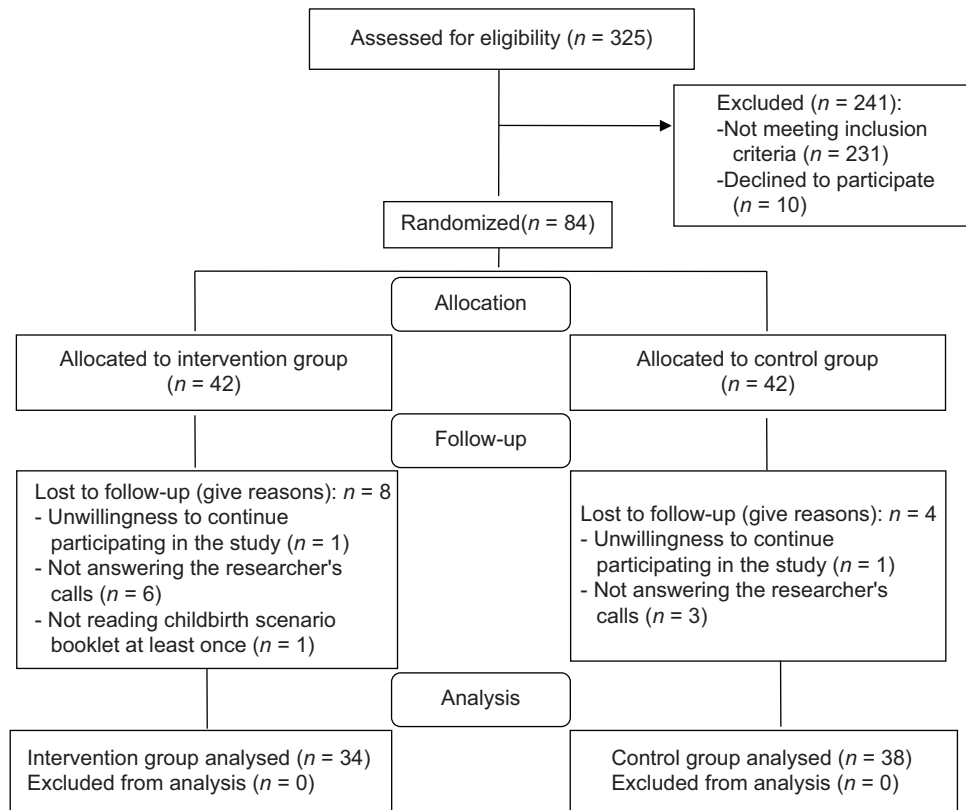 Assessed for eligibility (n = 325)
Excluded (n = 241):
-Not meeting inclusion
criteria (n = 231)
-Declined to participate
(n = 10)
Randomized(n = 84)
Allocation
Allocated to intervention group
(n = 42)
Allocated to control group
(n = 42)
Follow-up
Lost to follow-up (give reasons): n = 8
- Unwillingness to continue
participating in the study (n = 1)
- Not answering the researcher's
calls (n = 6)
- Not reading childbirth scenario
booklet at least once (n = 1)
Lost to follow-up (give reasons): n = 4
- Unwillingness to continue
participating in the study (n = 1)
- Not answering the researcher's
calls (n = 3)
Analysis
Intervention group analysed (n = 34)
Excluded from analysis (n = 0)
Control group analysed (n = 38)
Excluded from analysis (n = 0)